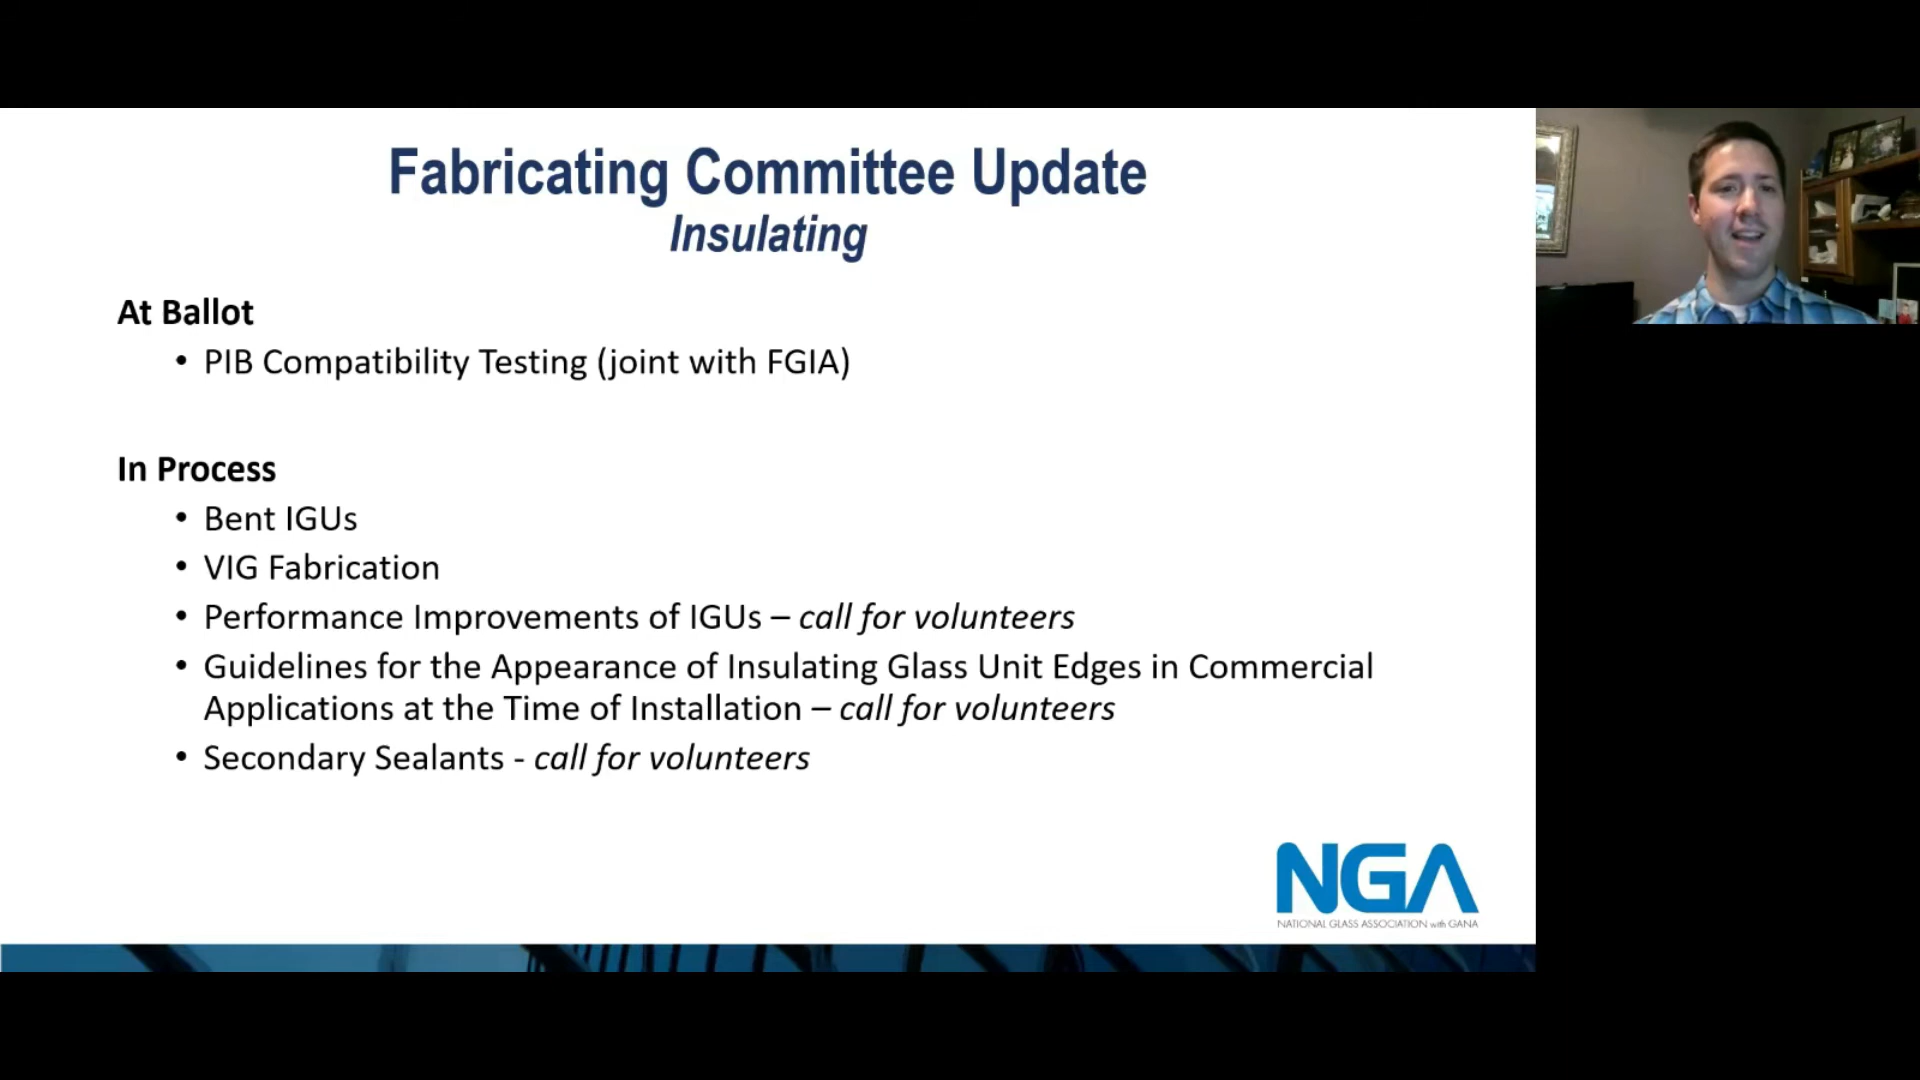 Fabricating Committee Update
Insulating
At Ballot
• PIB Compatibility Testing (joint with FGIA)
In Process
• Bent IGUs
• VIG Fabrication
• Performance Improvements of IGUs – call for volunteers
• Guidelines for the Appearance of Insulating Glass Unit Edges in Commercial
Applications at the Time of Installation – call for volunteers
• Secondary Sealants - call for volunteers
NGA
NATIONAL GLASS ASSOCIATION with GANA